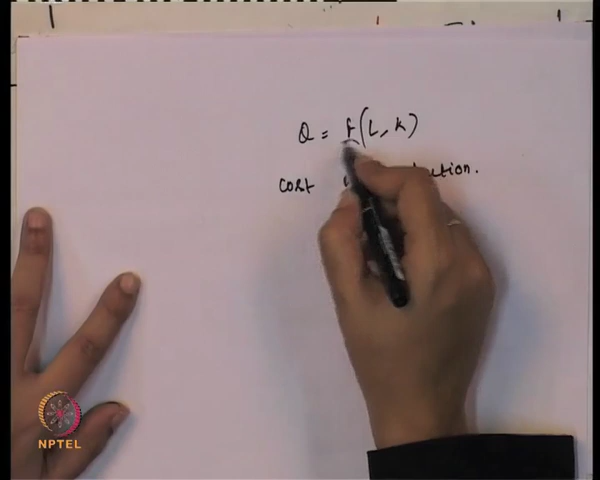 Q = f(L, K)
cost
NPTEL